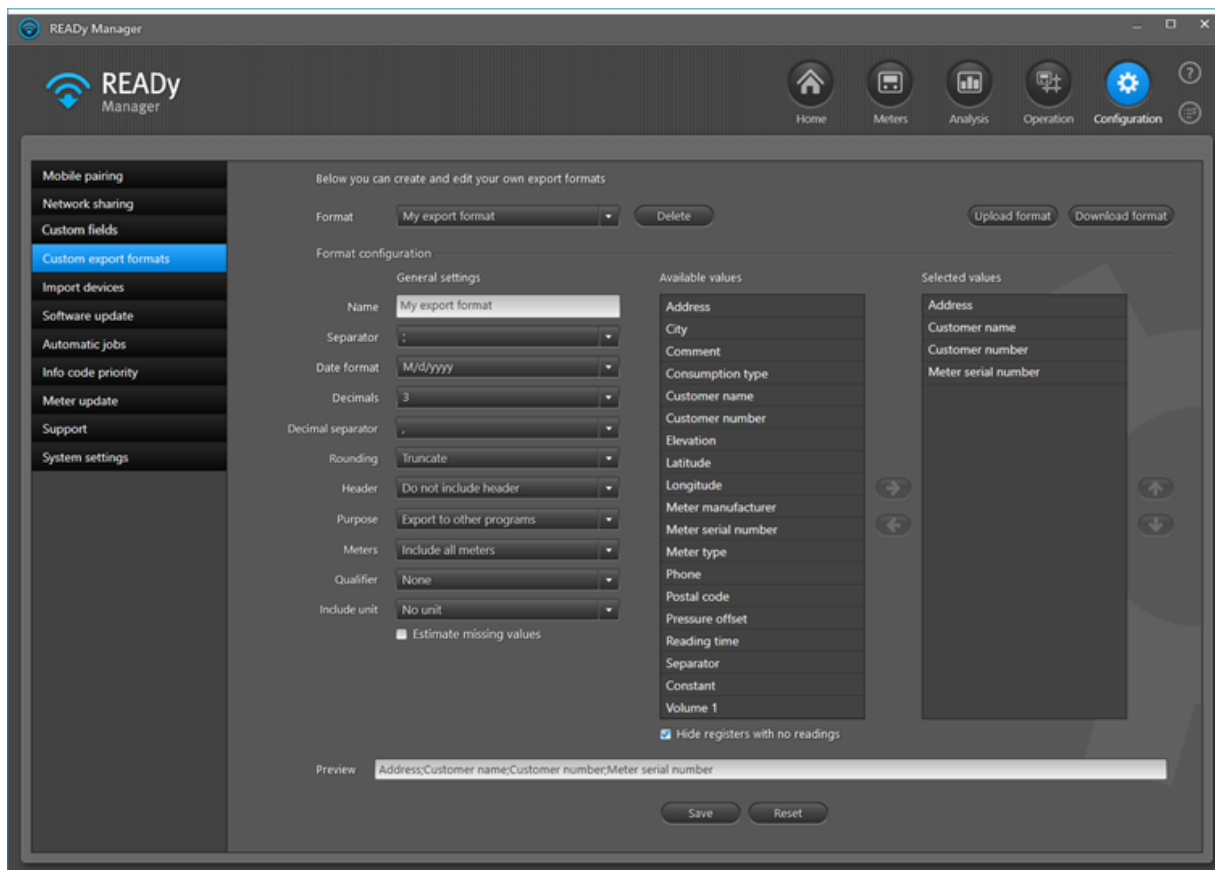 READy Manager
READy
Manager
Home
Meters
Analysis
Operation
Configuration
?
Mobile pairing
Network sharing
Custom fields
Custom export formats
Import devices
Software update
Automatic jobs
Info code priority
Meter update
Support
System settings
Below you can create and edit your own export formats
Format My export format Delete Upload format Download format
Format configuration
General settings
Name My export format
Separator ;
Date format M/d/yyyy
Decimals 3
Decimal separator ,
Rounding Truncate
Header Do not include header
Purpose Export to other programs
Meters Include all meters
Qualifier None
Include unit No unit
Estimate missing values
Available values
Address
City
Comment
Consumption type
Customer name
Customer number
Elevation
Latitude
Longitude
Meter manufacturer
Meter serial number
Meter type
Phone
Postal code
Pressure offset
Reading time
Separator
Constant
Volume 1
Hide registers with no readings
Selected values
Address
Customer name
Customer number
Meter serial number
Preview Address;Customer name;Customer number;Meter serial number
Save Reset